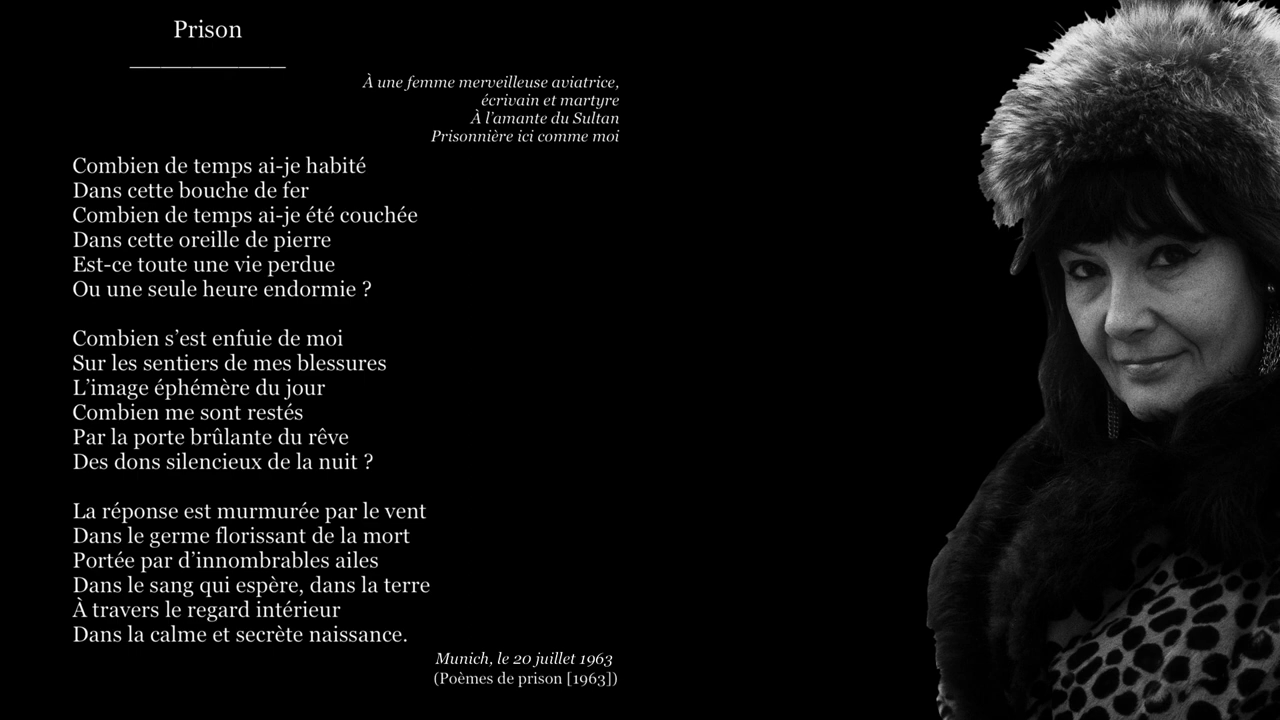 Prison
À une femme merveilleuse aviatrice,
écrivain et martyre
À l’amante du Sultan
Prisonnière ici comme moi
Combien de temps ai-je habité
Dans cette bouche de fer
Combien de temps ai-je été couchée
Dans cette oreille de pierre
Est-ce toute une vie perdue
Ou une seule heure endormie ?
Combien s’est enfuie de moi
Sur les sentiers de mes blessures
L’image éphémère du jour
Combien me sont restés
Par la porte brûlante du rêve
Des dons silencieux de la nuit ?
La réponse est murmurée par le vent
Dans le germe florissant de la mort
Portée par d’innombrables ailes
Dans le sang qui espère, dans la terre
À travers le regard intérieur
Dans la calme et secrète naissance.
Munich, le 20 juillet 1963
(Poèmes de prison [1963])